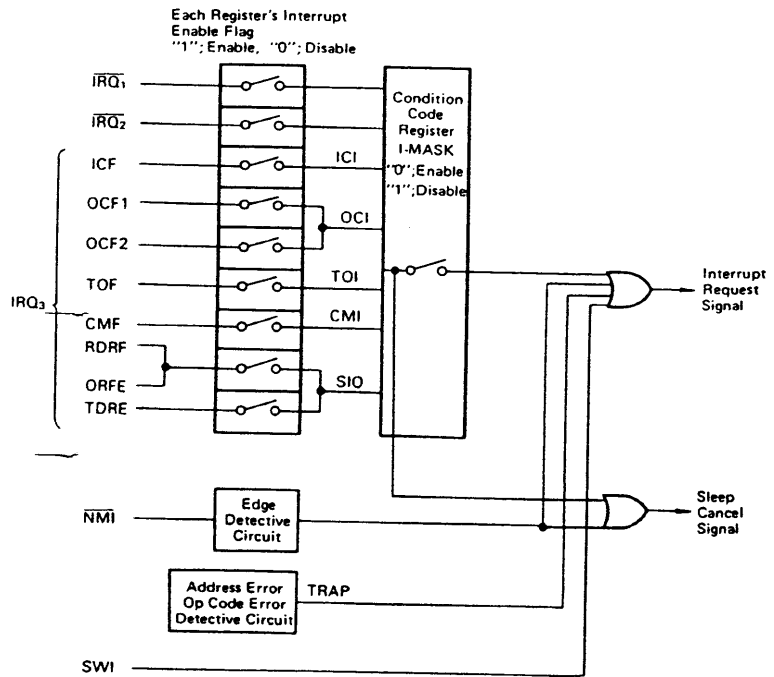 Each Register's Interrupt
Enable Flag
"1"; Enable, "0"; Disable
IRQ1
IRQ2
ICF
OCF1
OCF2
TOF
CMF
RDRF
ORFE
TDRE
IRQ3
ICI
OCI
TOI
CMI
SIO
Condition
Code
Register
I-MASK
"0";Enable
"1";Disable
Interrupt
Request
Signal
NMI
Edge
Detective
Circuit
Sleep
Cancel
Signal
Address Error
Op Code Error
Detective Circuit
TRAP
SWI